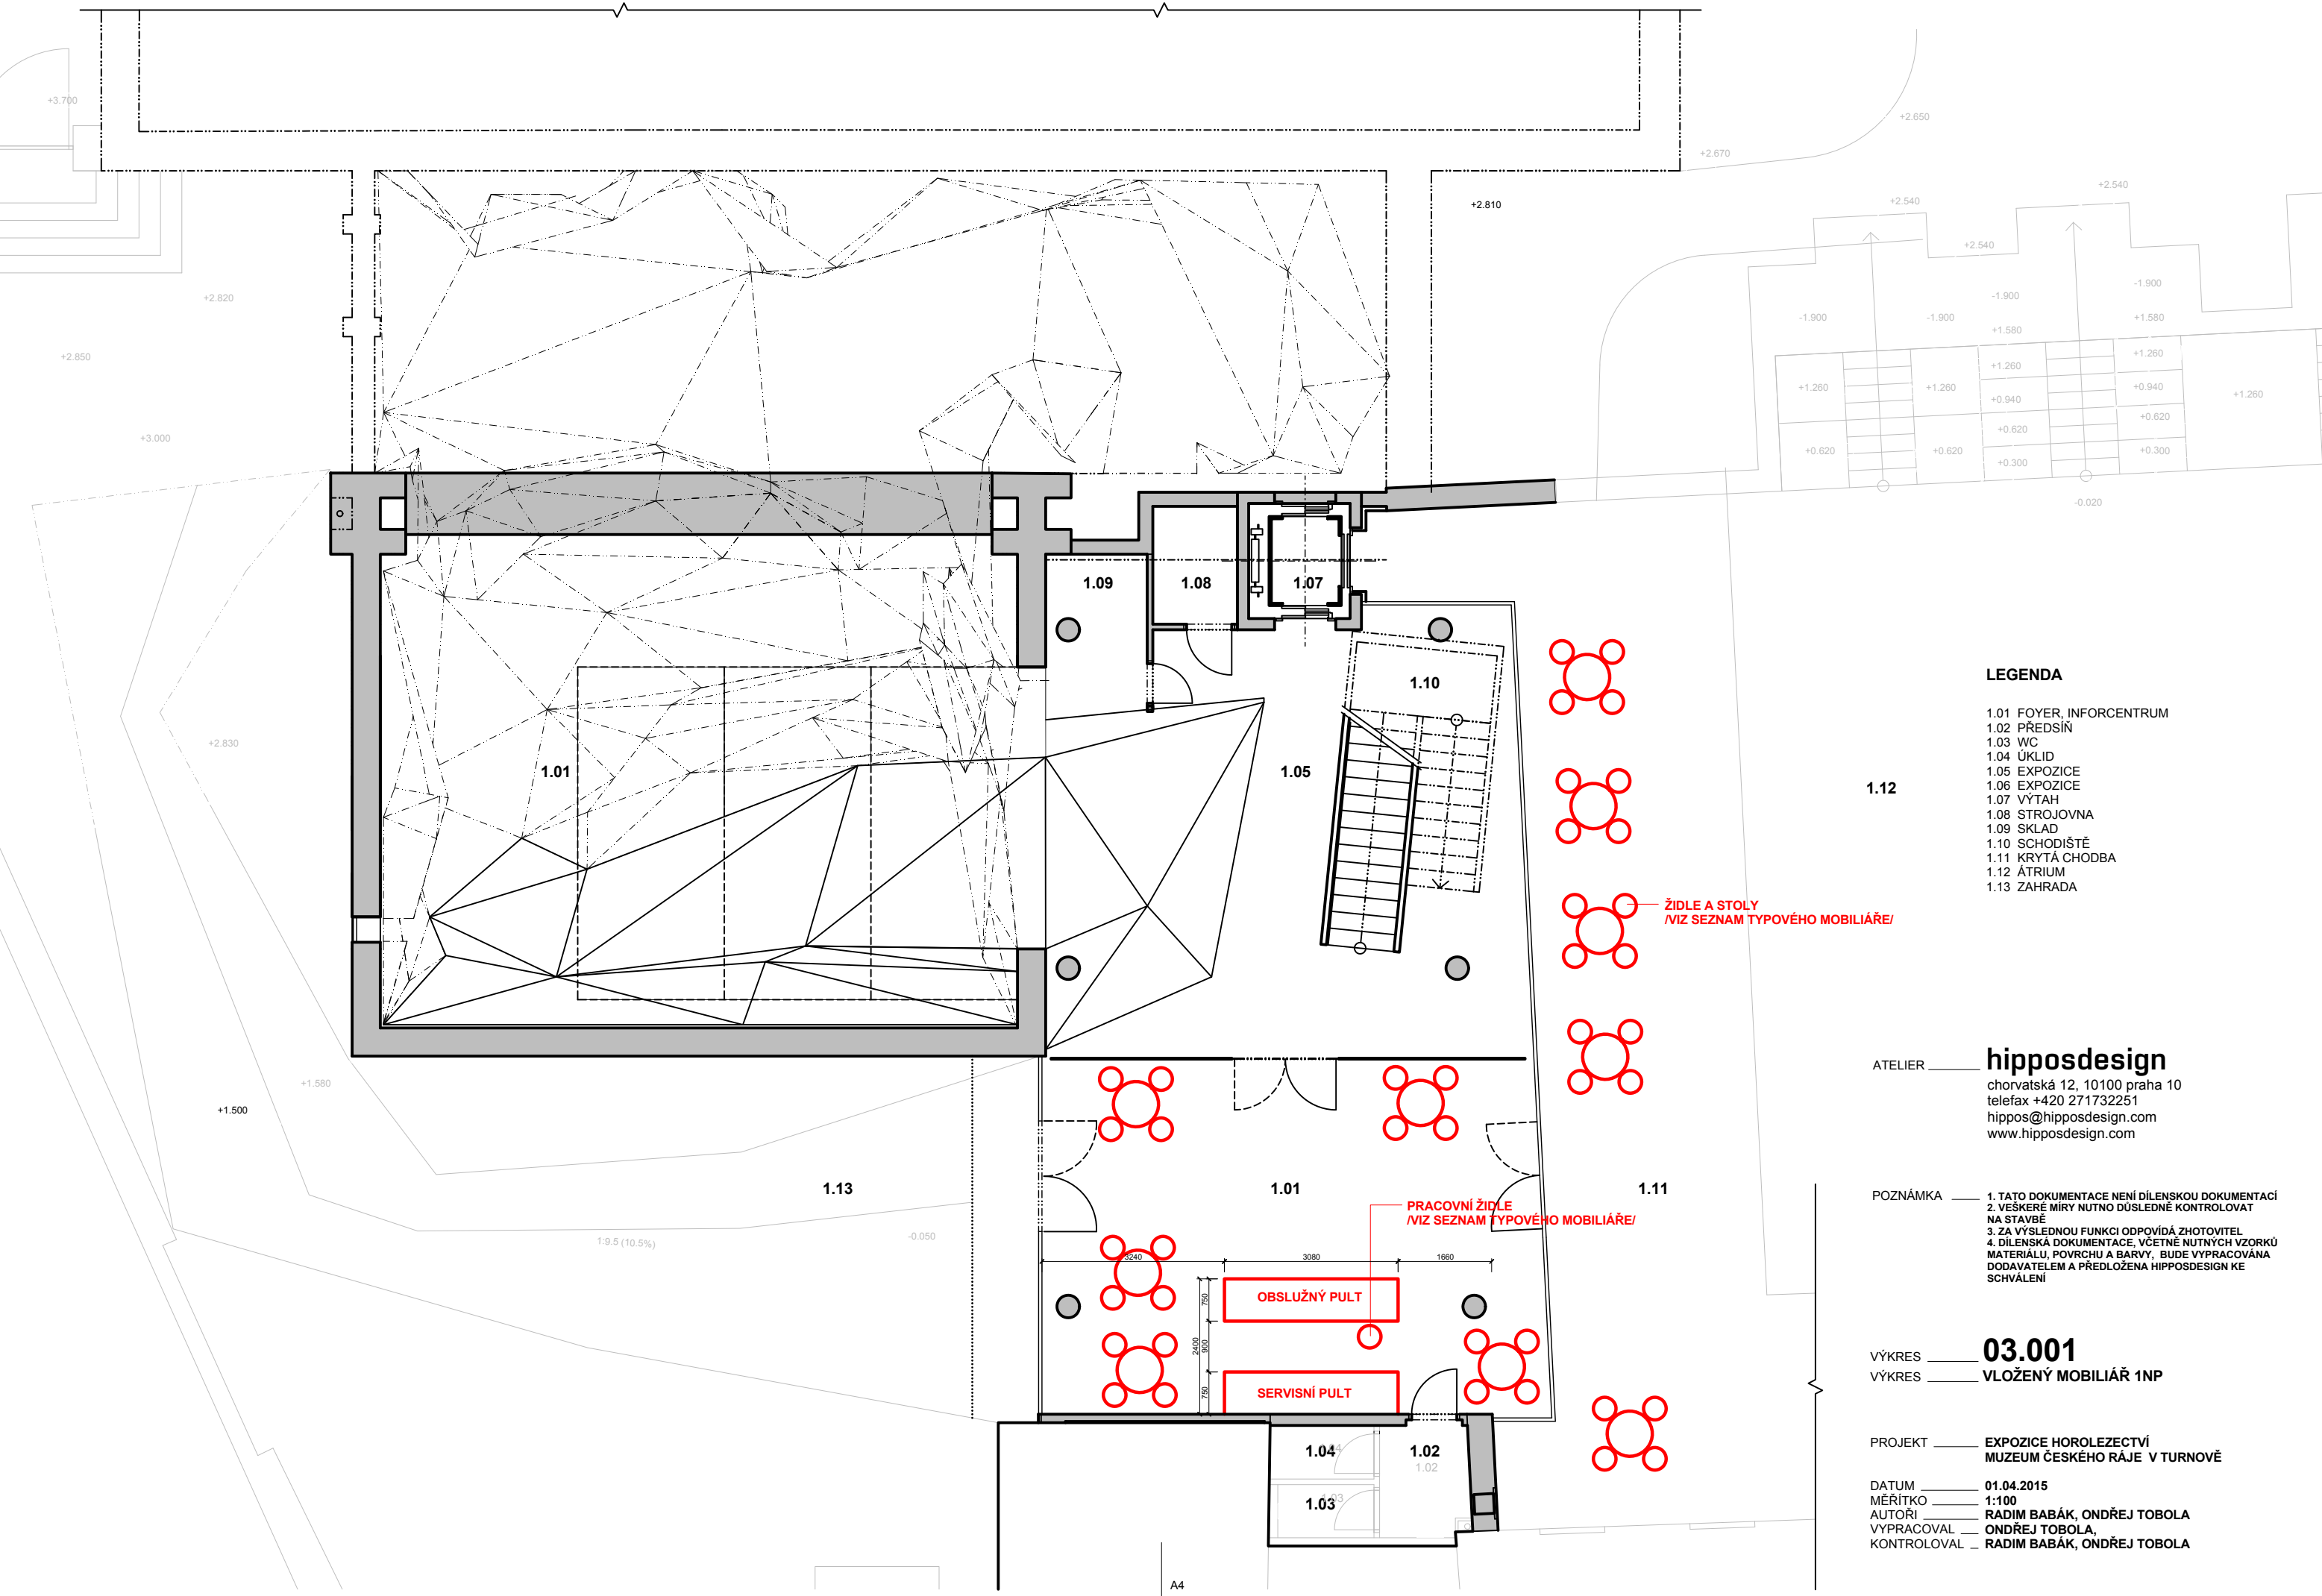 +3.700
+2.650
+2.670
+2.540
+2.810
+2.540
+2.540
+2.820
-1.900
-1.900
-1.900
-1.900
+1.580
+1.580
+2.850
+1.260
+1.260
+1.260
+1.260
+1.260
+0.940
+0.940
+0.620
+0.620
+3.000
+0.620
+0.620
+0.300
+0.300
-0.020
1.09
1.08
1.07
1.10
+2.830
1.01
1.05
1.12
LEGENDA
1.01 FOYER, INFORCENTRUM
1.02 PŘEDSÍŇ
1.03 WC
1.04 ÚKLID
1.05 EXPOZICE
1.06 EXPOZICE
1.07 VÝTAH
1.08 STROJOVNA
1.09 SKLAD
1.10 SCHODIŠTĚ
1.11 KRYTÁ CHODBA
1.12 ÁTRIUM
1.13 ZAHRADA
ŽIDLE A STOLY
/VIZ SEZNAM TYPOVÉHO MOBILIÁŘE/
+1.580
+1.500
ATELIER hipposdesign
chorvatská 12, 10100 praha 10
telefax +420 271732251
hippos@hipposdesign.com
www.hipposdesign.com
1.13
1.01
1.11
PRACOVNÍ ŽIDLE
/VIZ SEZNAM TYPOVÉHO MOBILIÁŘE/
1:9.5 (10.5%)
-0.050
3240
3080
1660
750
900
750
2400
OBSLUŽNÝ PULT
SERVISNÍ PULT
POZNÁMKA 1. TATO DOKUMENTACE NENÍ DÍLENSKOU DOKUMENTACÍ
2. VEŠKERÉ MÍRY NUTNO DŮSLEDNĚ KONTROLOVAT
NA STAVBĚ
3. ZA VÝSLEDNOU FUNKCI ODPOVÍDÁ ZHOTOVITEL
4. DÍLENSKÁ DOKUMENTACE, VČETNĚ NUTNÝCH VZORKŮ
MATERIÁLU, POVRCHU A BARVY, BUDE VYPRACOVÁNA
DODAVATELEM A PŘEDLOŽENA HIPPOSDESIGN KE
SCHVÁLENÍ
VÝKRES 03.001
VÝKRES VLOŽENÝ MOBILIÁŘ 1NP
1.04
1.02
1.02
1.03
1.03
PROJEKT EXPOZICE HOROLEZECTVÍ
MUZEUM ČESKÉHO RÁJE V TURNOVĚ
DATUM 01.04.2015
MĚŘÍTKO 1:100
AUTOŘI RADIM BABÁK, ONDŘEJ TOBOLA
VYPRACOVAL ONDŘEJ TOBOLA,
KONTROLOVAL RADIM BABÁK, ONDŘEJ TOBOLA
A4